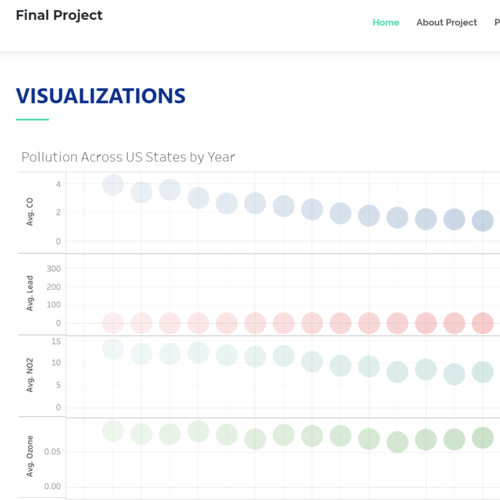 Final Project
Home About Project P
VISUALIZATIONS
Pollution Across US States by Year
Avg. CO
4
2
0
Avg. Lead
300
200
100
0
Avg. NO2
15
10
5
0
Avg. Ozone
0.05
0.00